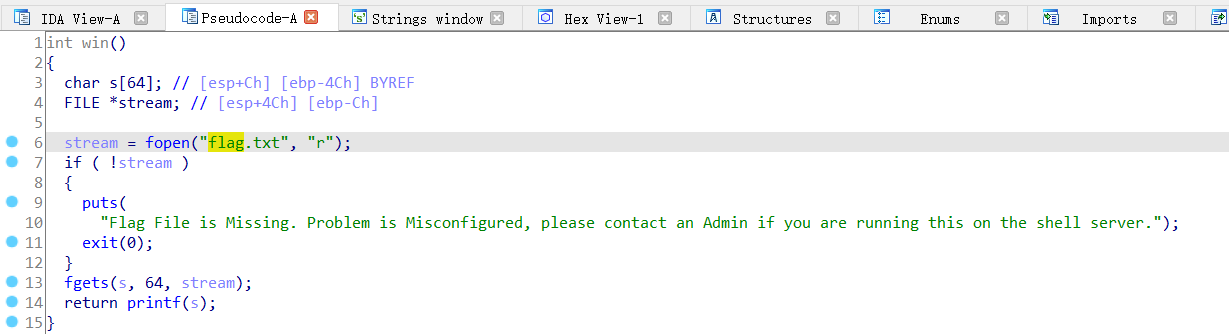 IDA View-A Pseudocode-A Strings window Hex View-1 Structures Enums Imports
1 int win()
2 {
3 char s[64]; // [esp+Ch] [ebp-4Ch] BYREF
4 FILE *stream; // [esp+4Ch] [ebp-Ch]
5
6 stream = fopen("flag.txt", "r");
7 if ( !stream )
8 {
9 puts(
10 "Flag File is Missing. Problem is Misconfigured, please contact an Admin if you are running this on the shell server.");
11 exit(0);
12 }
13 fgets(s, 64, stream);
14 return printf(s);
15 }